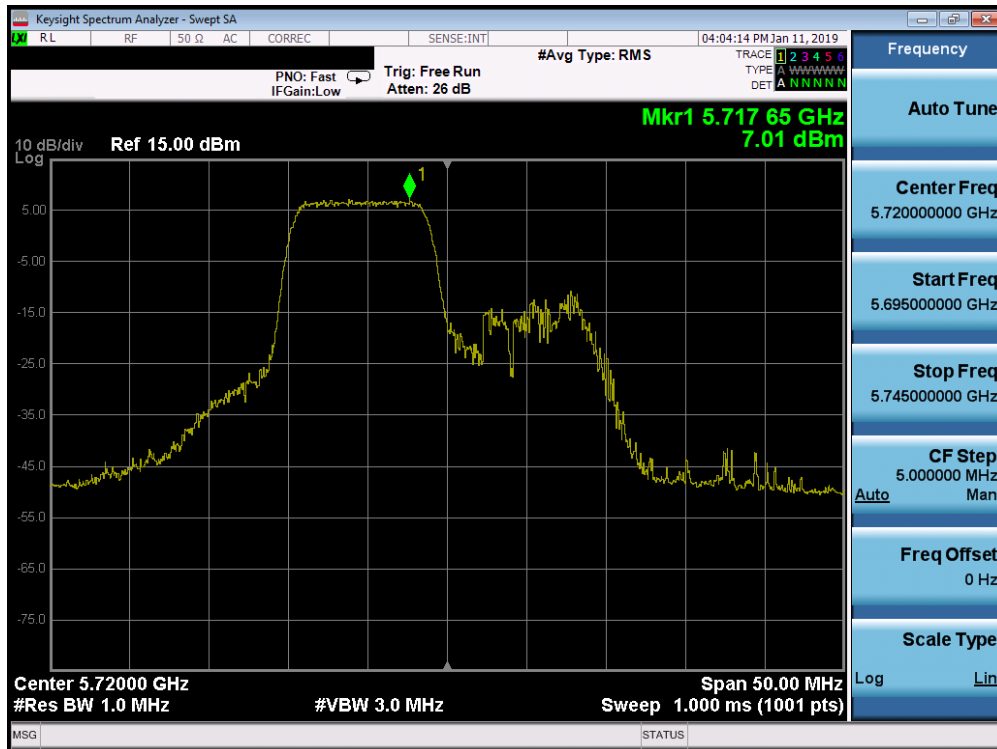 Keysight Spectrum Analyzer - Swept SA
LXI RL RF 50 Ω AC CORREC SENSE:INT 04:04:14 PM Jan 11, 2019
#Avg Type: RMS
TRACE 1 2 3 4 5 6
TYPE A WWWWW
DET A N N N N N
PNO: Fast
IFGain:Low
Trig: Free Run
Atten: 26 dB
Mkr1 5.717 65 GHz
7.01 dBm
10 dB/div
Log
Ref 15.00 dBm
1
5.00
-5.00
-15.0
-25.0
-35.0
-45.0
-55.0
-65.0
-75.0
Center 5.72000 GHz
Span 50.00 MHz
#Res BW 1.0 MHz
#VBW 3.0 MHz
Sweep 1.000 ms (1001 pts)
MSG
STATUS
Frequency
Auto Tune
Center Freq
5.720000000 GHz
Start Freq
5.695000000 GHz
Stop Freq
5.745000000 GHz
CF Step
5.000000 MHz
Auto Man
Freq Offset
0 Hz
Scale Type
Log Lin